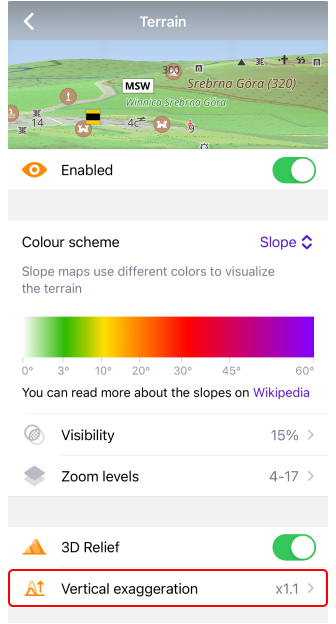 Terrain
300
Srebrna Góra (320)
MSW
Winnica Srebrna Góra
14
4c
9
Enabled
Colour scheme
Slope
Slope maps use different colors to visualize
the terrain
0° 3° 10° 20° 30° 45° 60°
You can read more about the slopes on Wikipedia
Visibility 15%
Zoom levels 4-17
3D Relief
Vertical exaggeration x1.1